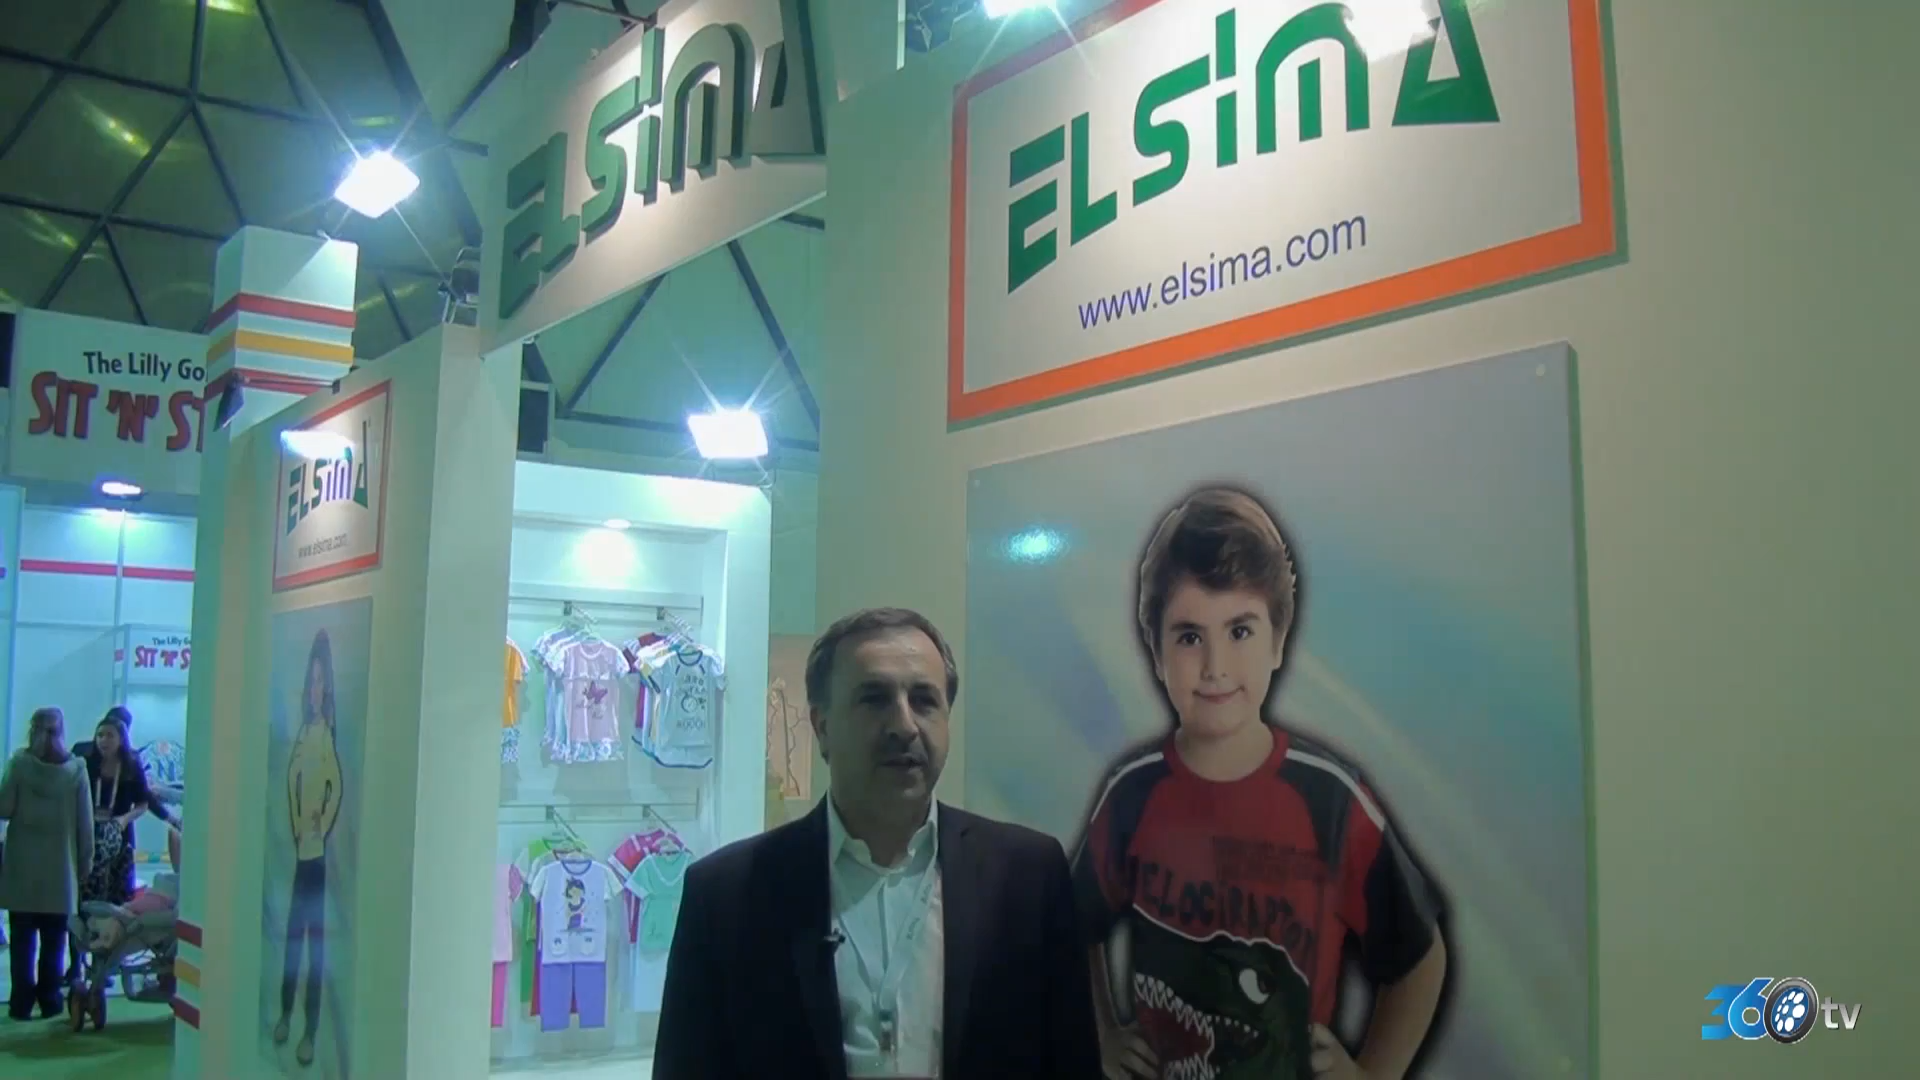 ELSIMA
ELSIMA
www.elsima.com
The Lilly Go
SIT 'N' ST
ELSIMA
www.elsima.com
The Lilly Go
SIT 'N' S
VELOCIRAPTOR
360tv